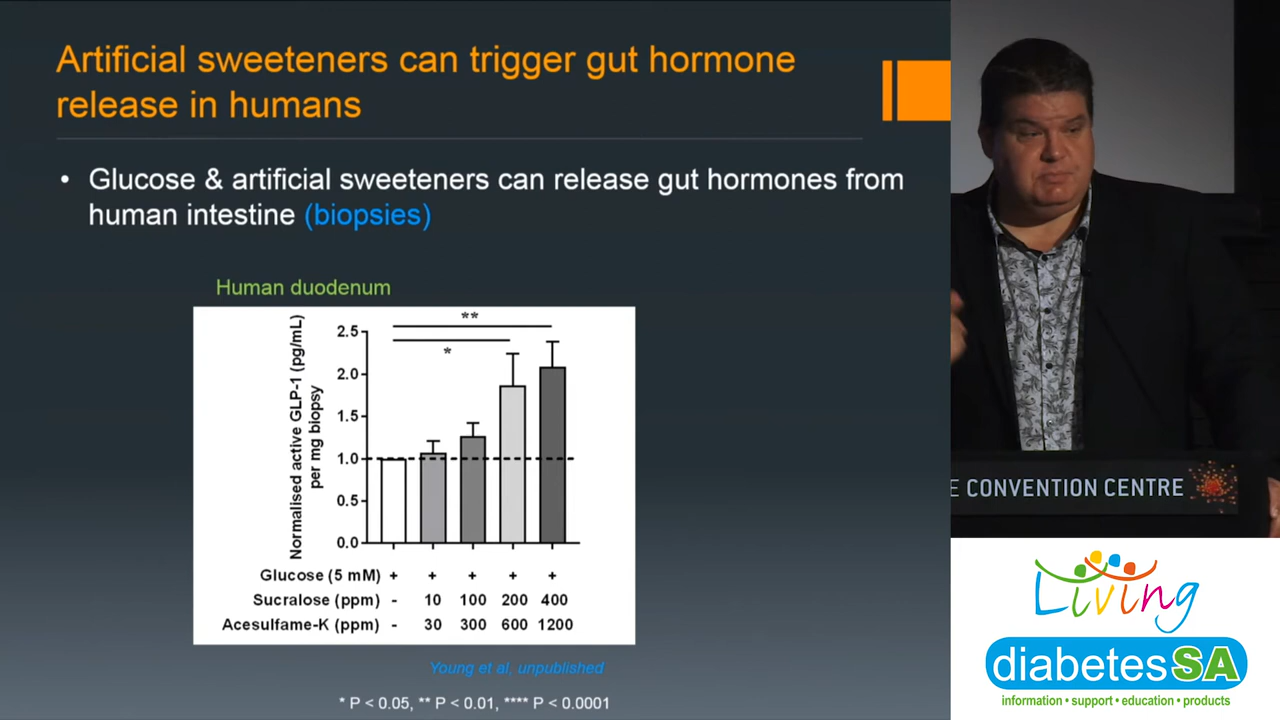 Artificial sweeteners can trigger gut hormone
release in humans
• Glucose & artificial sweeteners can release gut hormones from
human intestine (biopsies)
Human duodenum
Normalised active GLP-1 (pg/mL)
per mg biopsy
2.5
2.0
1.5
1.0
0.5
0.0
**
*
Glucose (5 mM) + + + + +
Sucralose (ppm) - 10 100 200 400
Acesulfame-K (ppm) - 30 300 600 1200
Young et al, unpublished
* P < 0.05, ** P < 0.01, **** P < 0.0001
E CONVENTION CENTRE
Living
diabetesSA
information • support • education • products